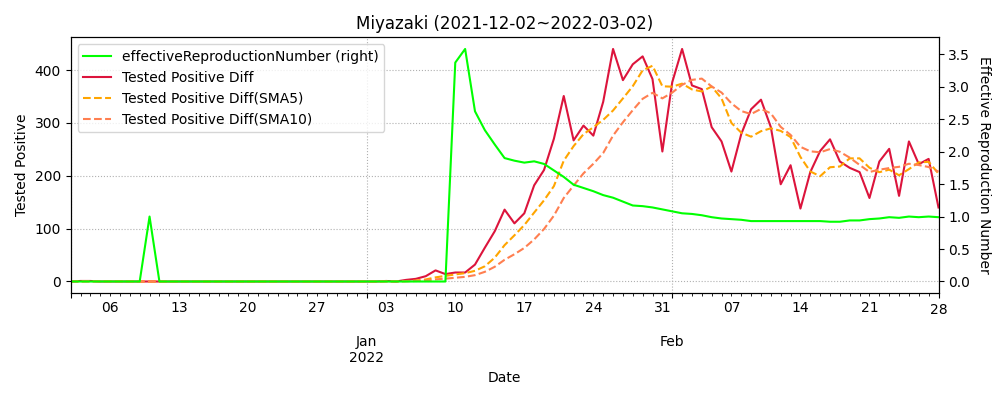 Miyazaki (2021-12-02~2022-03-02)
effectiveReproductionNumber (right)
Tested Positive Diff
Tested Positive Diff(SMA5)
Tested Positive Diff(SMA10)
Tested Positive
400
300
200
100
0
3.5
3.0
2.5
2.0
1.5
1.0
0.5
0.0
Effective Reproduction Number
06 13 20 27 03 10 17 24 31 07 14 21 28
Jan Feb
2022
Date